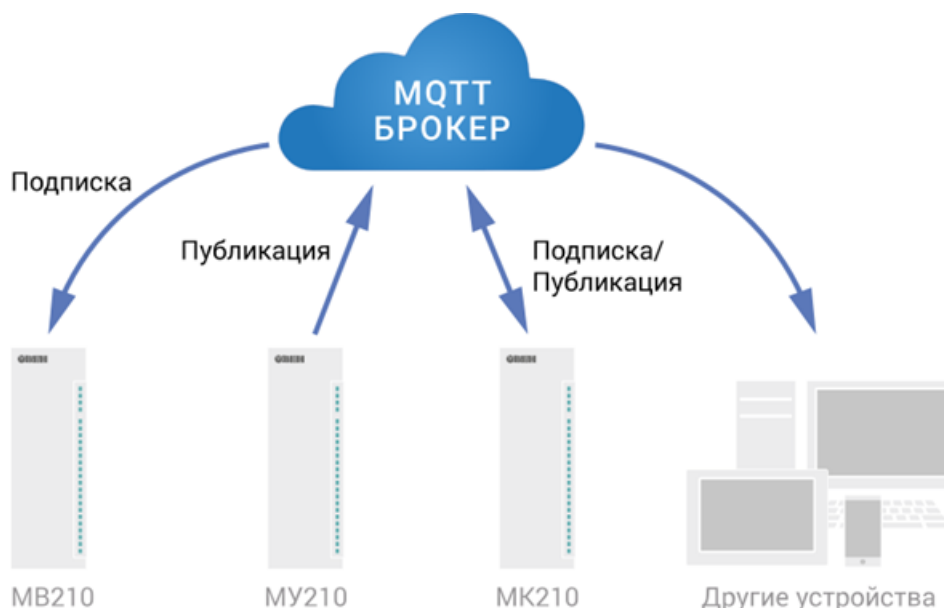 MQTT
БРОКЕР
Подписка
Публикация
Подписка/
Публикация
МВ210
МУ210
МК210
Другие устройства